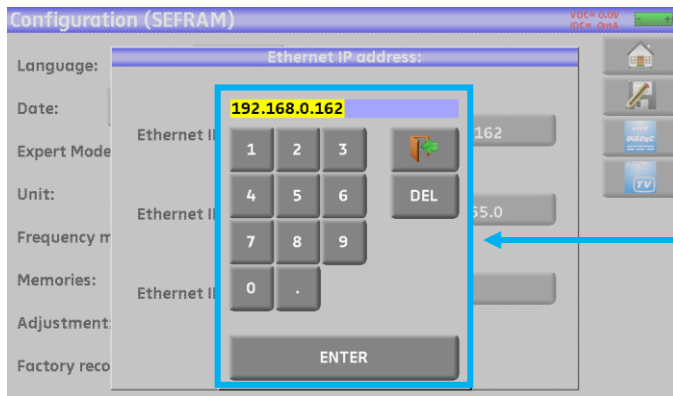 Configuration (SEFRAM)
VDC= 0.0V
IDC= 0mA
- +
Ethernet IP address:
Language:
192.168.0.162
Date:
Ethernet I
162
1 2 3
Expert Mode
LNB
DiSEqC
Unit:
4 5 6 DEL
TV
Ethernet I
55.0
Frequency m
7 8 9
Memories:
Ethernet I
0 .
Adjustment:
ENTER
Factory reco